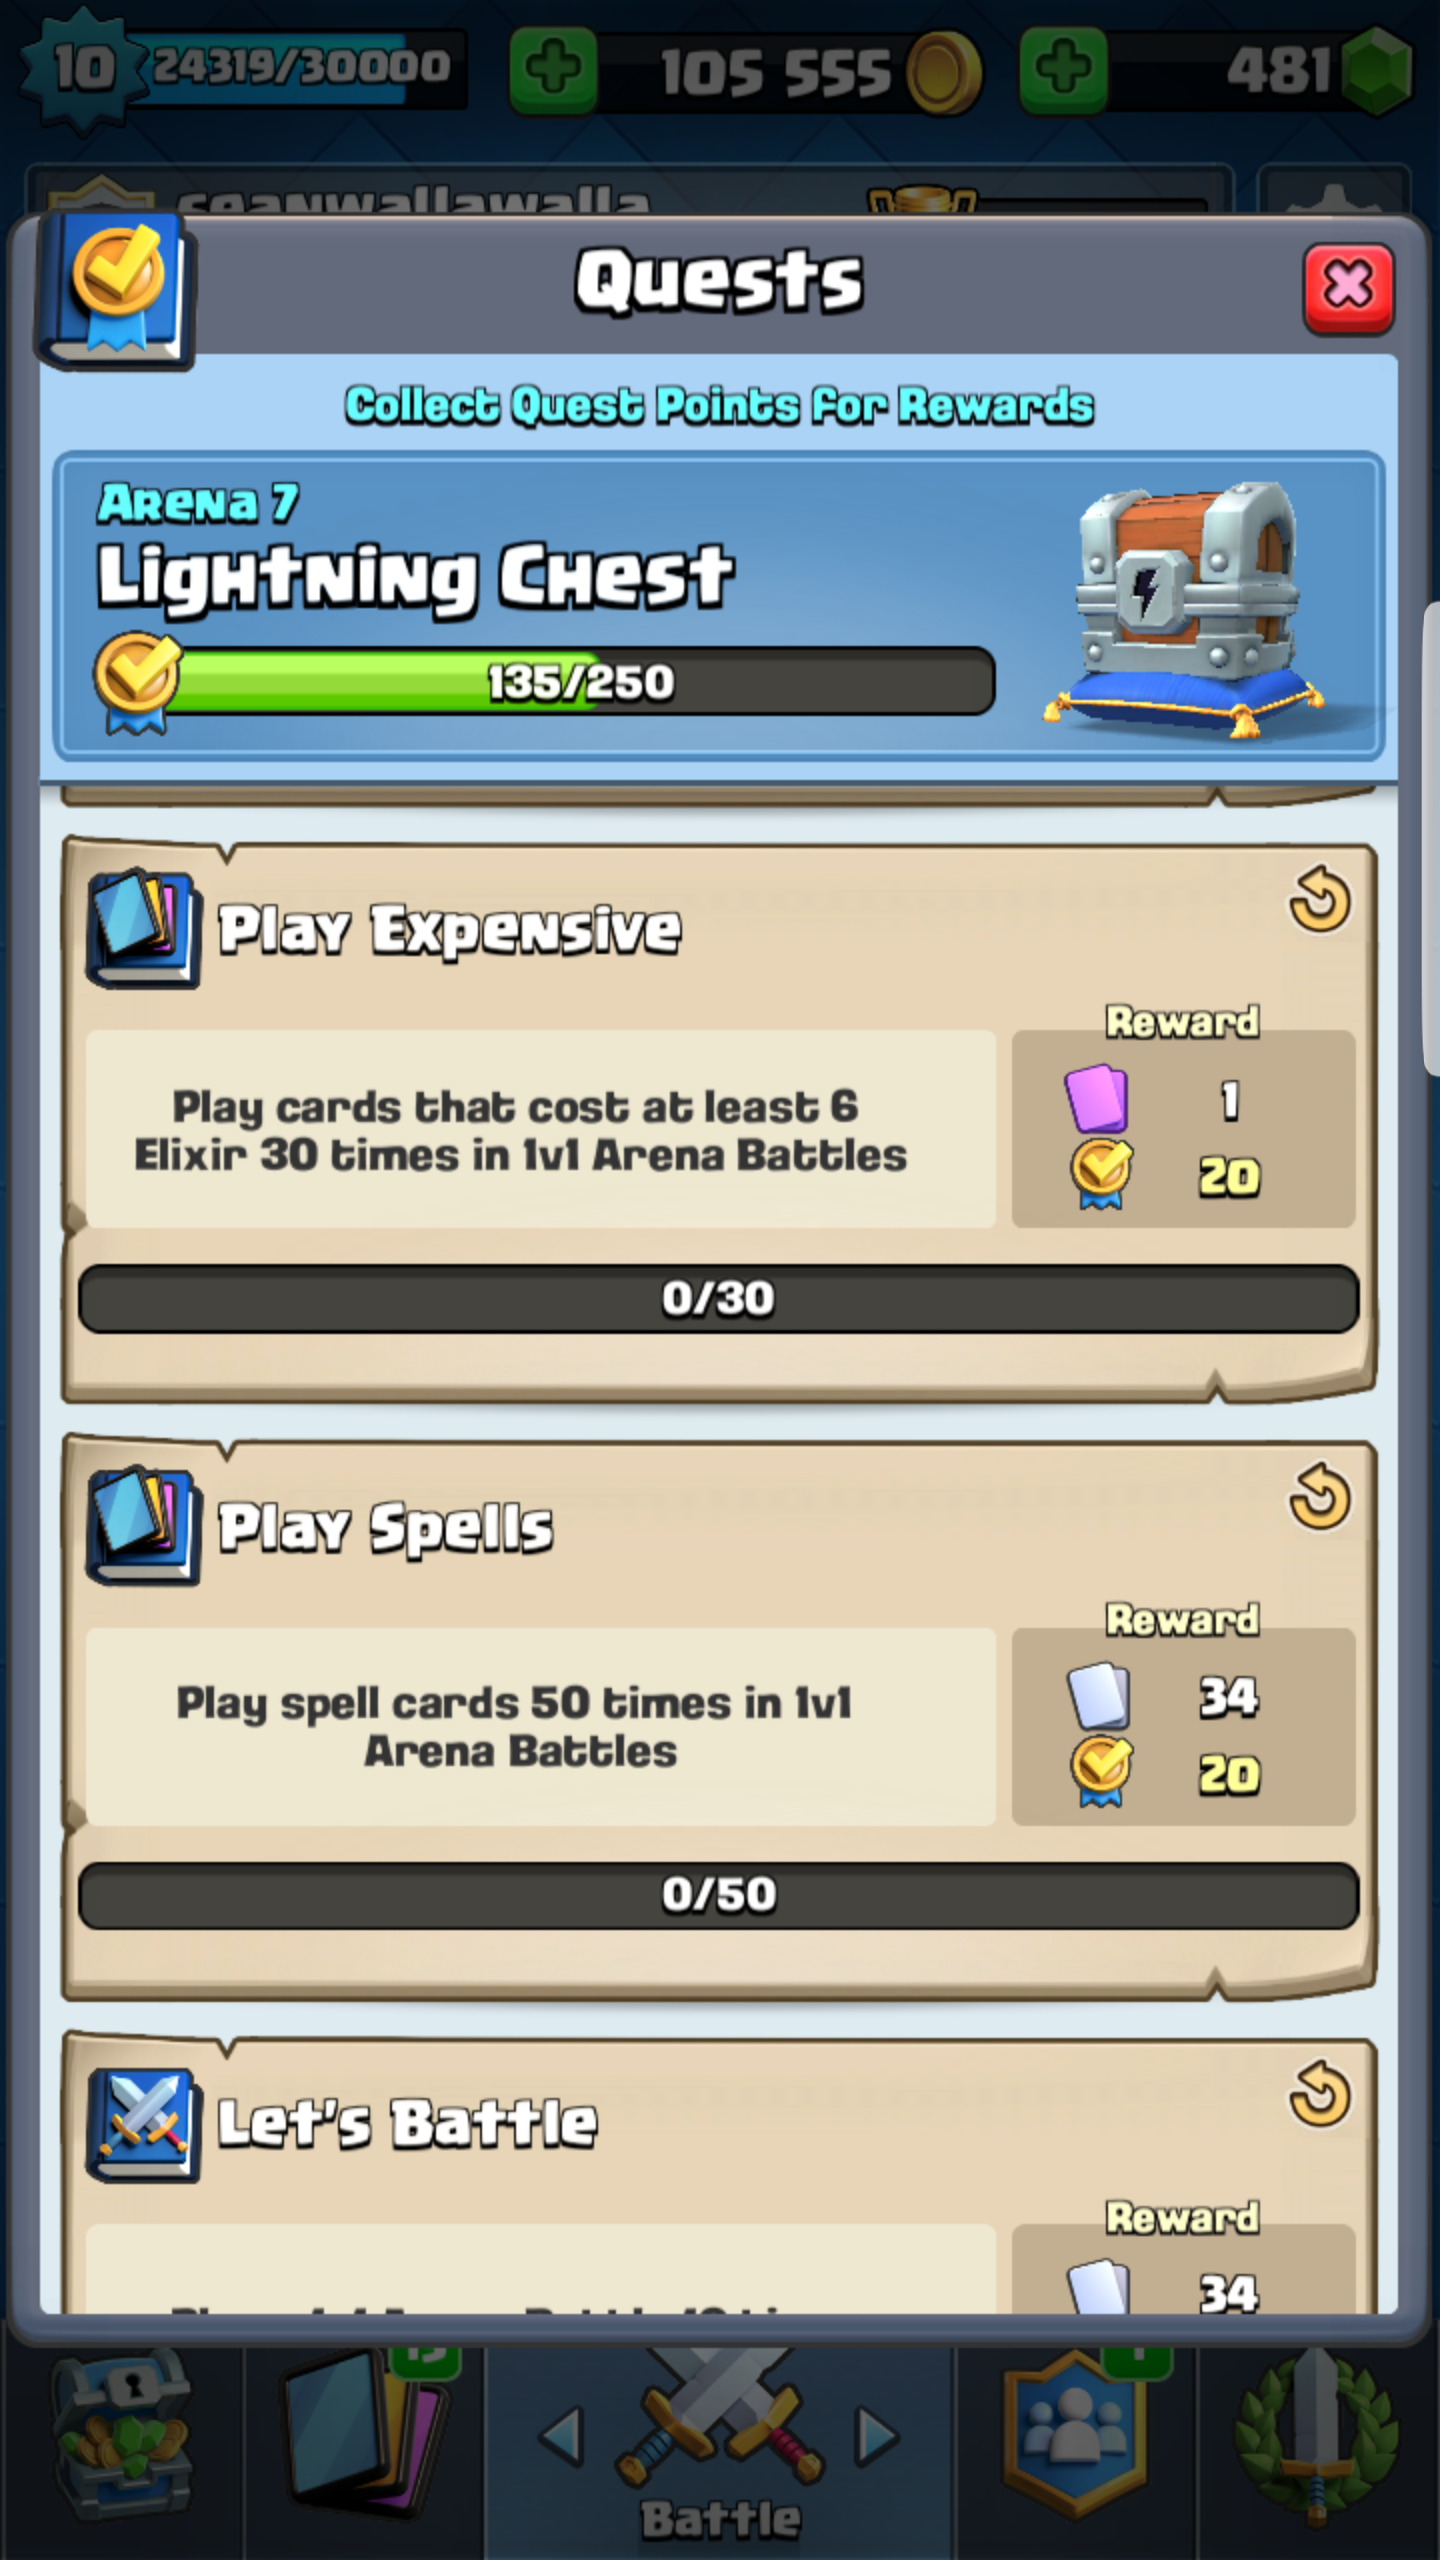 10
24319/30000
105 555
481
seanwallawalla
Quests
Collect Quest Points for Rewards
Arena 7
Lightning Chest
135/250
Play Expensive
Reward
Play cards that cost at least 6
Elixir 30 times in 1v1 Arena Battles
1
20
0/30
Play Spells
Reward
Play spell cards 50 times in 1v1
Arena Battles
34
20
0/50
Let's Battle
Reward
34
Battle